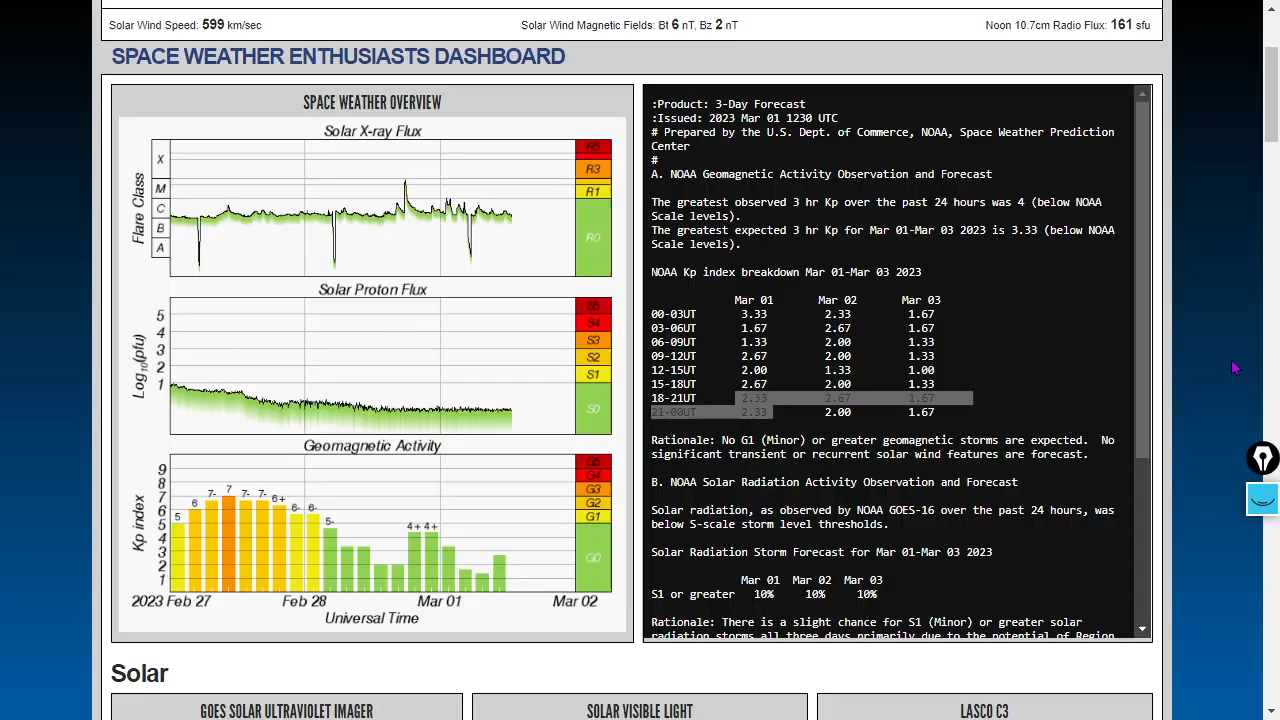 Solar Wind Speed: 599 km/sec
Solar Wind Magnetic Fields: Bt 6 nT, Bz 2 nT
Noon 10.7cm Radio Flux: 161 sfu
SPACE WEATHER ENTHUSIASTS DASHBOARD
SPACE WEATHER OVERVIEW
Solar X-ray Flux
Flare Class
X
M
C
B
A
R5
R3
R1
R0
Solar Proton Flux
Log10(pfu)
5
4
3
2
1
S5
S4
S3
S2
S1
S0
Geomagnetic Activity
Kp index
9
8
7
6
5
4
3
2
1
5
6
7-
7
7-
7-
6+
6-
6-
5-
4+
4+
G5
G4
G3
G2
G1
G0
2023 Feb 27
Feb 28
Mar 01
Mar 02
Universal Time
:Product: 3-Day Forecast
:Issued: 2023 Mar 01 1230 UTC
# Prepared by the U.S. Dept. of Commerce, NOAA, Space Weather Prediction
Center
#
A. NOAA Geomagnetic Activity Observation and Forecast
The greatest observed 3 hr Kp over the past 24 hours was 4 (below NOAA
Scale levels).
The greatest expected 3 hr Kp for Mar 01-Mar 03 2023 is 3.33 (below NOAA
Scale levels).
NOAA Kp index breakdown Mar 01-Mar 03 2023
Mar 01 Mar 02 Mar 03
00-03UT 3.33 2.33 1.67
03-06UT 1.67 2.67 1.67
06-09UT 1.33 2.00 1.33
09-12UT 2.67 2.00 1.33
12-15UT 2.00 1.33 1.00
15-18UT 2.67 2.00 1.33
18-21UT 2.33 2.67 1.67
21-00UT 2.33 2.00 1.67
Rationale: No G1 (Minor) or greater geomagnetic storms are expected. No
significant transient or recurrent solar wind features are forecast.
B. NOAA Solar Radiation Activity Observation and Forecast
Solar radiation, as observed by NOAA GOES-16 over the past 24 hours, was
below S-scale storm level thresholds.
Solar Radiation Storm Forecast for Mar 01-Mar 03 2023
Mar 01 Mar 02 Mar 03
S1 or greater 10% 10% 10%
Rationale: There is a slight chance for S1 (Minor) or greater solar
radiation storms all three days primarily due to the potential of Region
Solar
GOES SOLAR ULTRAVIOLET IMAGER
SOLAR VISIBLE LIGHT
LASCO C3